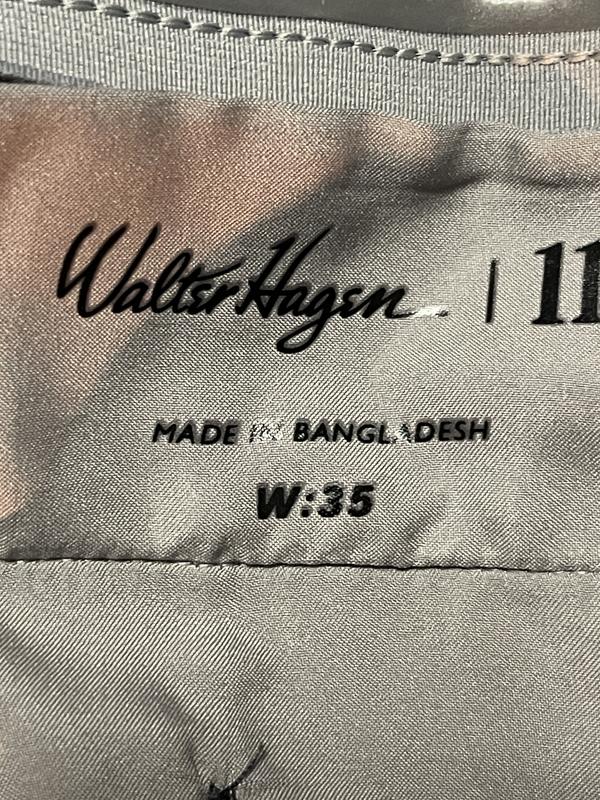 Walter Hagen | 11
MADE IN BANGLADESH
W:35